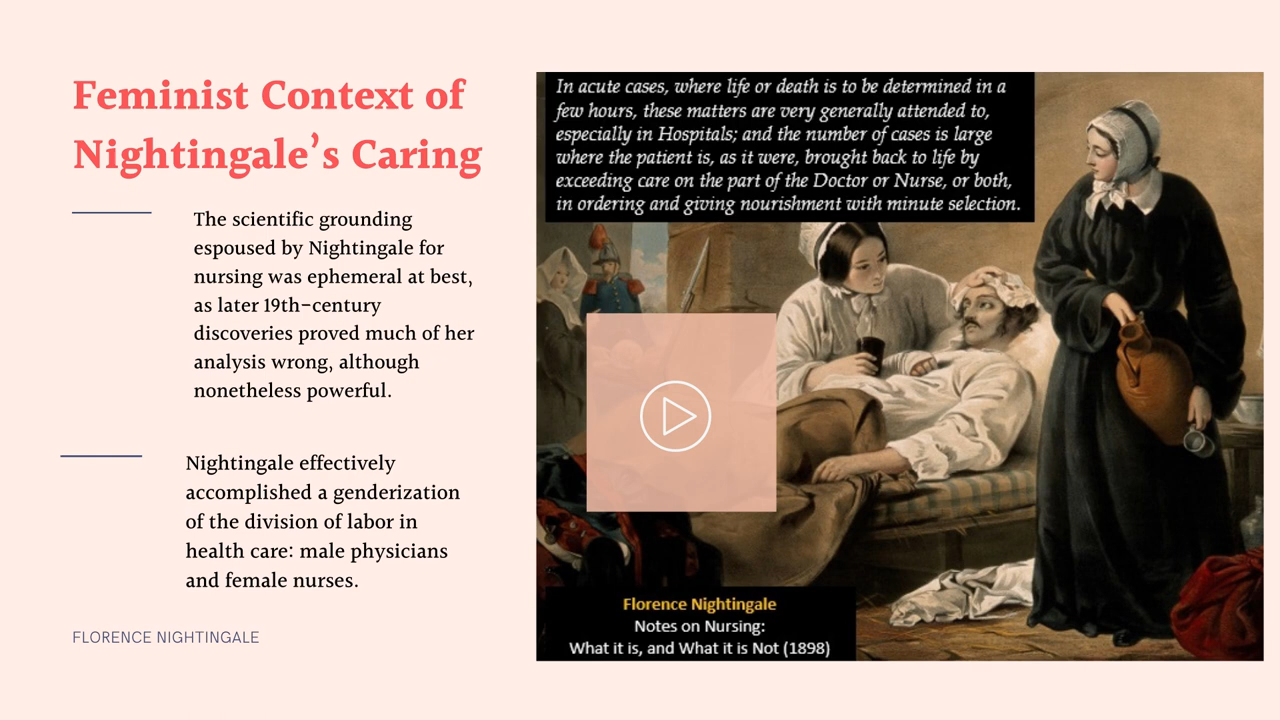 Feminist Context of
Nightingale's Caring
The scientific grounding
espoused by Nightingale for
nursing was ephemeral at best,
as later 19th-century
discoveries proved much of her
analysis wrong, although
nonetheless powerful.
Nightingale effectively
accomplished a genderization
of the division of labor in
health care: male physicians
and female nurses.
FLORENCE NIGHTINGALE
In acute cases, where life or death is to be determined in a
few hours, these matters are very generally attended to,
especially in Hospitals; and the number of cases is large
where the patient is, as it were, brought back to life by
exceeding care on the part of the Doctor or Nurse, or both,
in ordering and giving nourishment with minute selection.
Florence Nightingale
Notes on Nursing:
What it is, and What it is Not (1898)